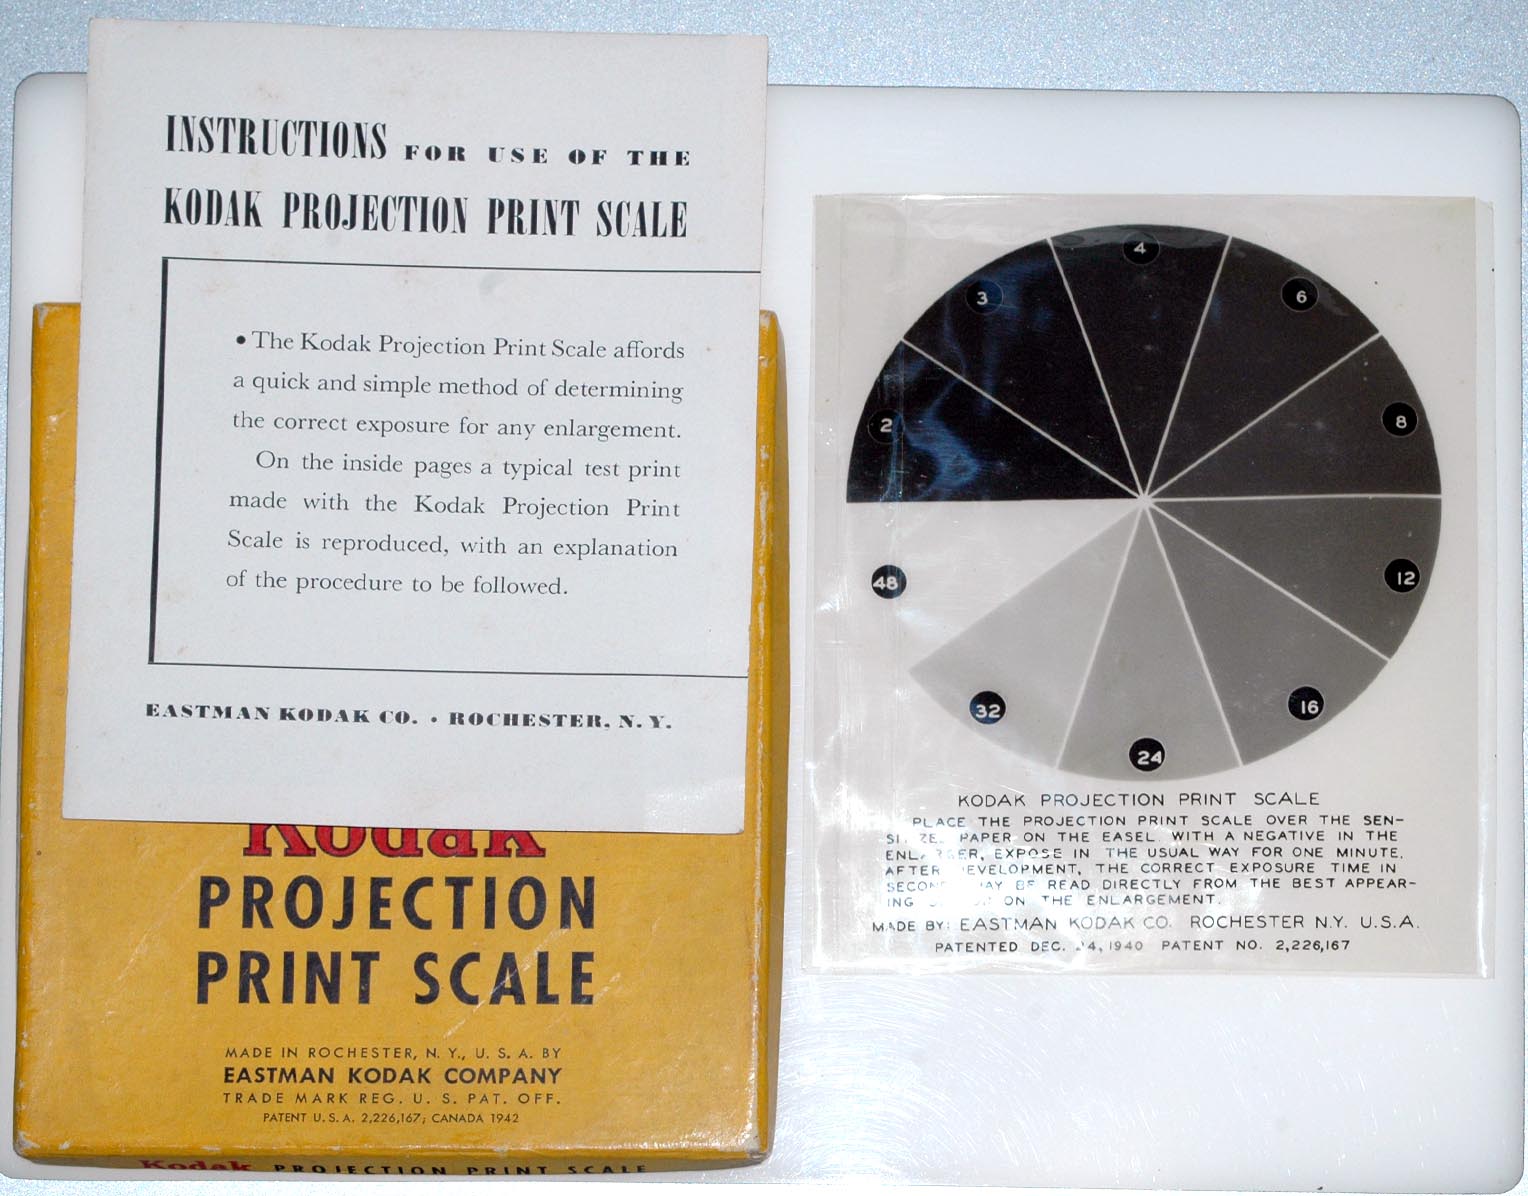 INSTRUCTIONS FOR USE OF THE
KODAK PROJECTION PRINT SCALE
• The Kodak Projection Print Scale affords
a quick and simple method of determining
the correct exposure for any enlargement.
On the inside pages a typical test print
made with the Kodak Projection Print
Scale is reproduced, with an explanation
of the procedure to be followed.
EASTMAN KODAK CO. • ROCHESTER, N. Y.
Kodak
PROJECTION
PRINT SCALE
MADE IN ROCHESTER, N. Y., U. S. A. BY
EASTMAN KODAK COMPANY
TRADE MARK REG. U. S. PAT. OFF.
PATENT U. S. A. 2,226,167; CANADA 1942
Kodak PROJECTION PRINT SCALE
2
3
4
6
8
12
16
24
32
48
KODAK PROJECTION PRINT SCALE
PLACE THE PROJECTION PRINT SCALE OVER THE SEN-
PAPER ON THE EASEL. WITH A NEGATIVE IN THE
ENLARGER, EXPOSE IN THE USUAL WAY FOR ONE MINUTE.
AFTER DEVELOPMENT, THE CORRECT EXPOSURE TIME IN
SECONDS MAY BE READ DIRECTLY FROM THE BEST APPEAR-
ING ON THE ENLARGEMENT.
MADE BY: EASTMAN KODAK CO. ROCHESTER N.Y. U.S.A.
PATENTED DEC. 24, 1940 PATENT NO. 2,226,167